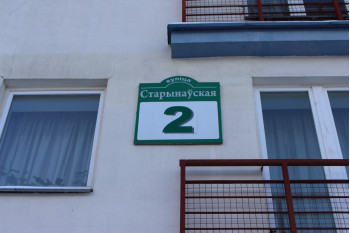 вуліца
Старынаўская
2